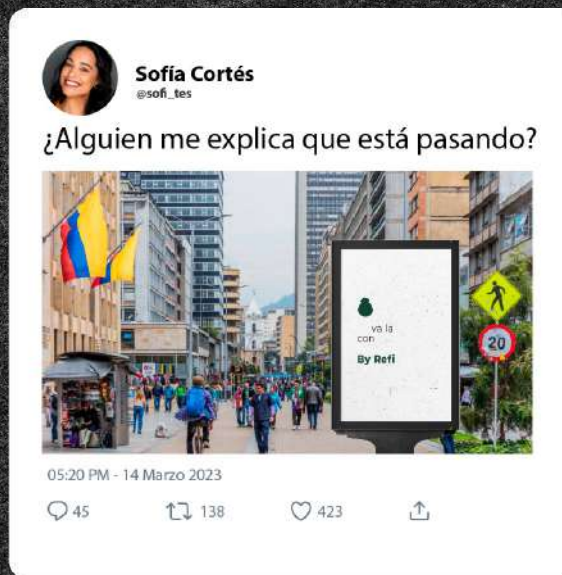 Sofía Cortés
@sofi_tes
¿Alguien me explica que está pasando?
va la
con
By Refi
20
05:20 PM - 14 Marzo 2023
45 138 423